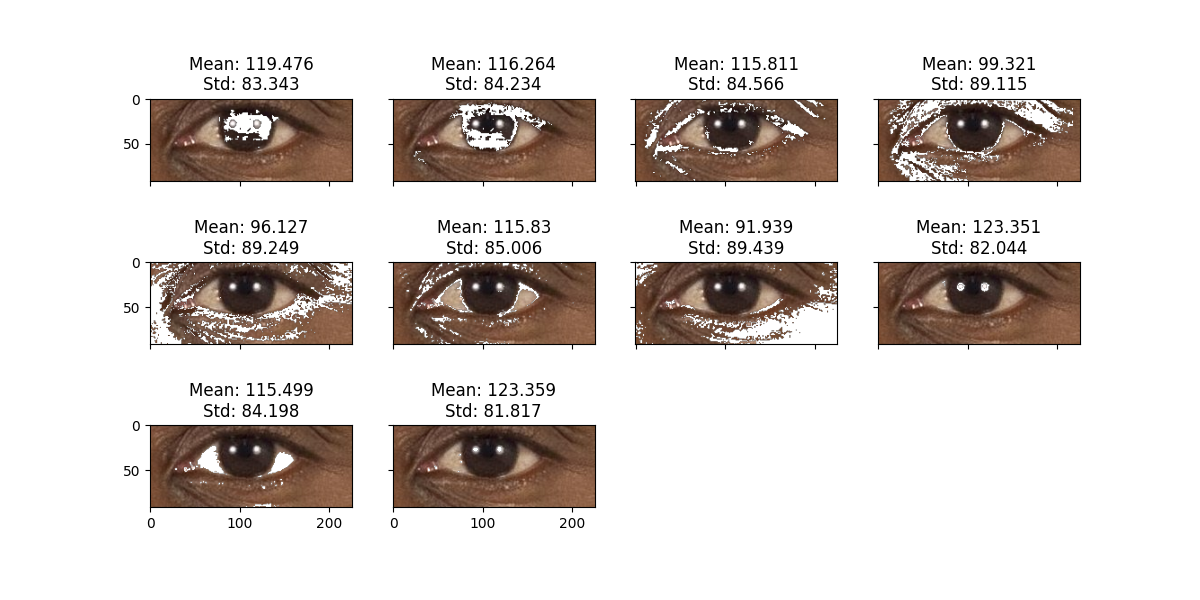 Mean: 119.476
Std: 83.343
Mean: 116.264
Std: 84.234
Mean: 115.811
Std: 84.566
Mean: 99.321
Std: 89.115
0
50
Mean: 96.127
Std: 89.249
Mean: 115.83
Std: 85.006
Mean: 91.939
Std: 89.439
Mean: 123.351
Std: 82.044
0
50
Mean: 115.499
Std: 84.198
Mean: 123.359
Std: 81.817
0
50
0 100 200
0 100 200